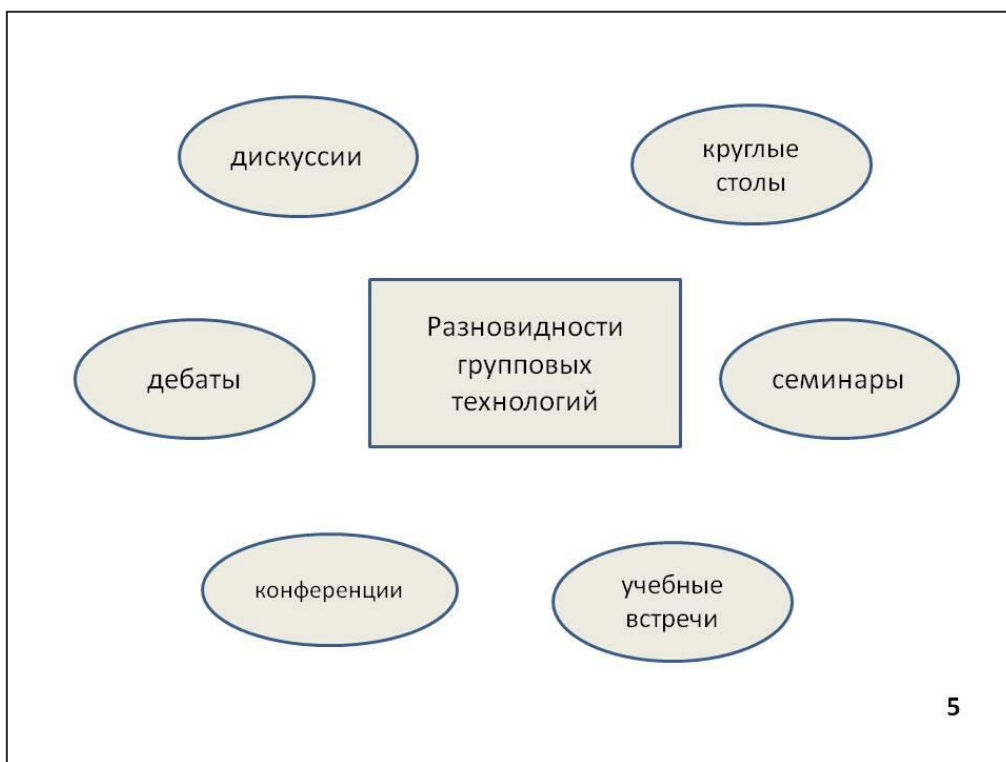 дискуссии
круглые
столы
Разновидности
групповых
технологий
дебаты
семинары
конференции
учебные
встречи
5